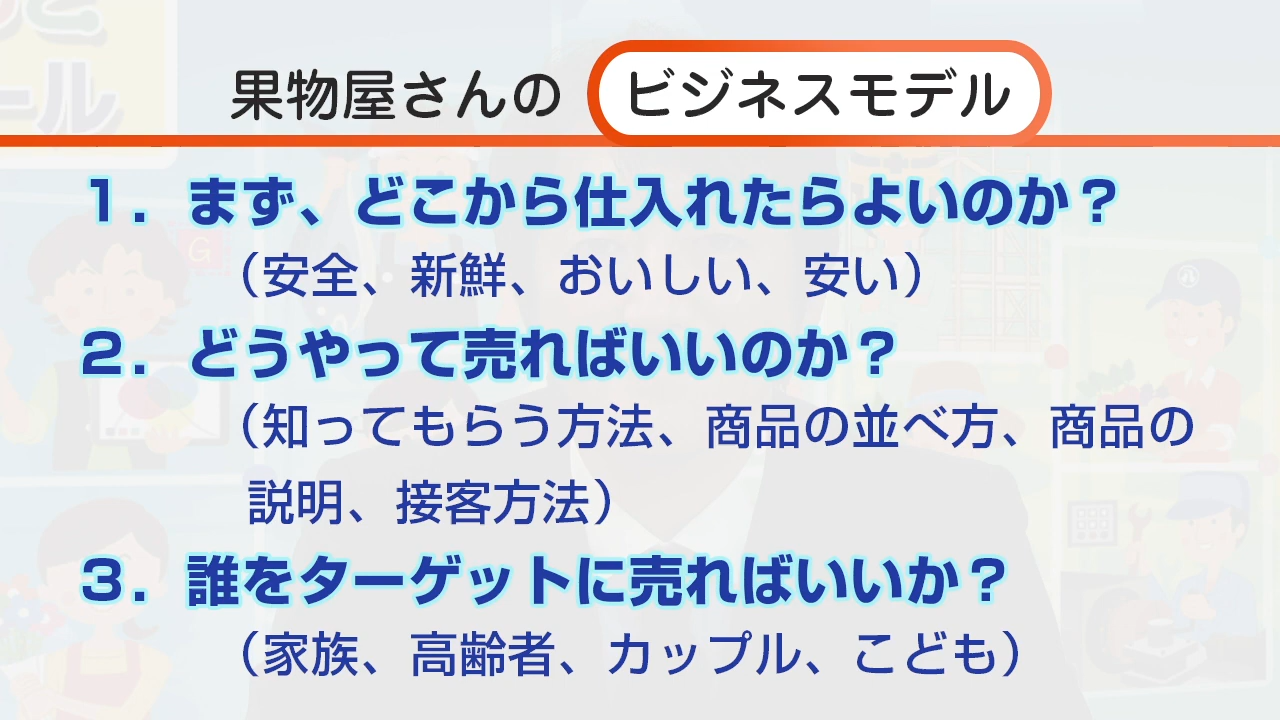 果物屋さんの ビジネスモデル
１．まず、どこから仕入れたらよいのか？
（安全、新鮮、おいしい、安い）
２．どうやって売ればいいのか？
（知ってもらう方法、商品の並べ方、商品の
説明、接客方法）
３．誰をターゲットに売ればいいか？
（家族、高齢者、カップル、こども）